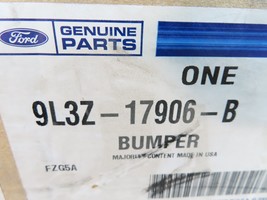 Ford
GENUINE
PARTS
ONE
9L3Z-17906-B
BUMPER
MAJORITY CONTENT MADE IN USA
FZG5A